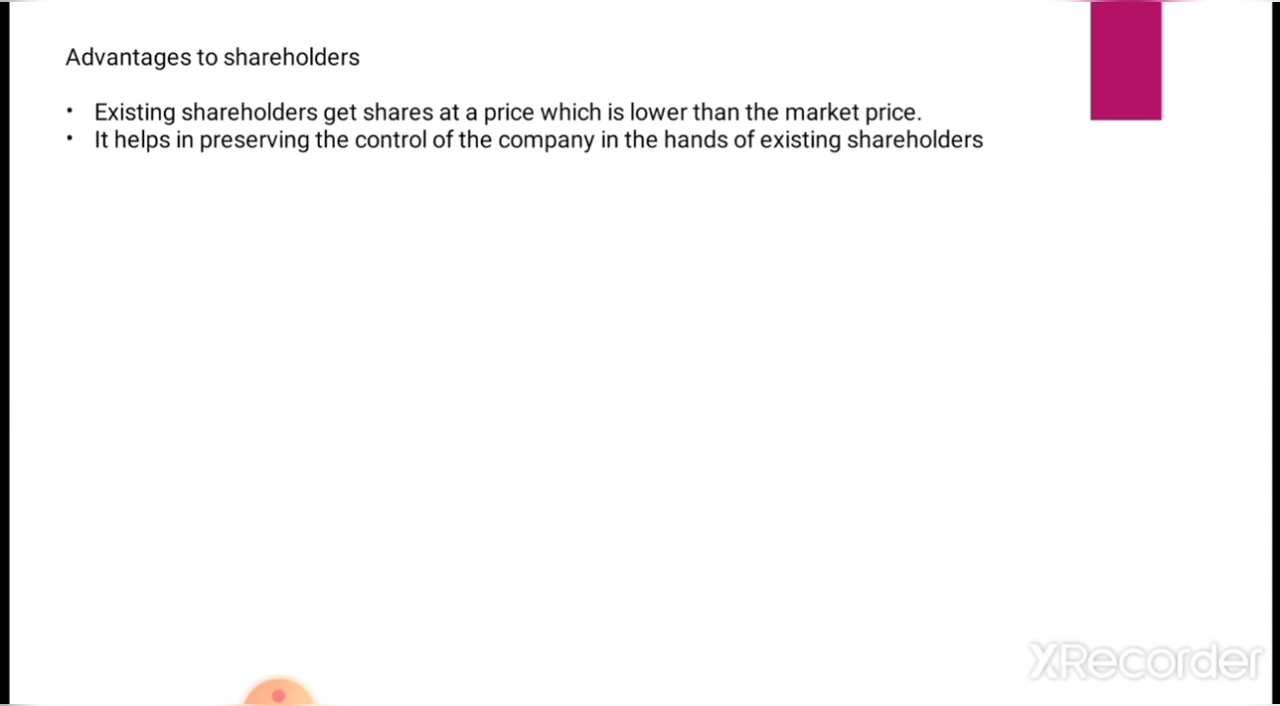 Advantages to shareholders
• Existing shareholders get shares at a price which is lower than the market price.
• It helps in preserving the control of the company in the hands of existing shareholders
XRecorder